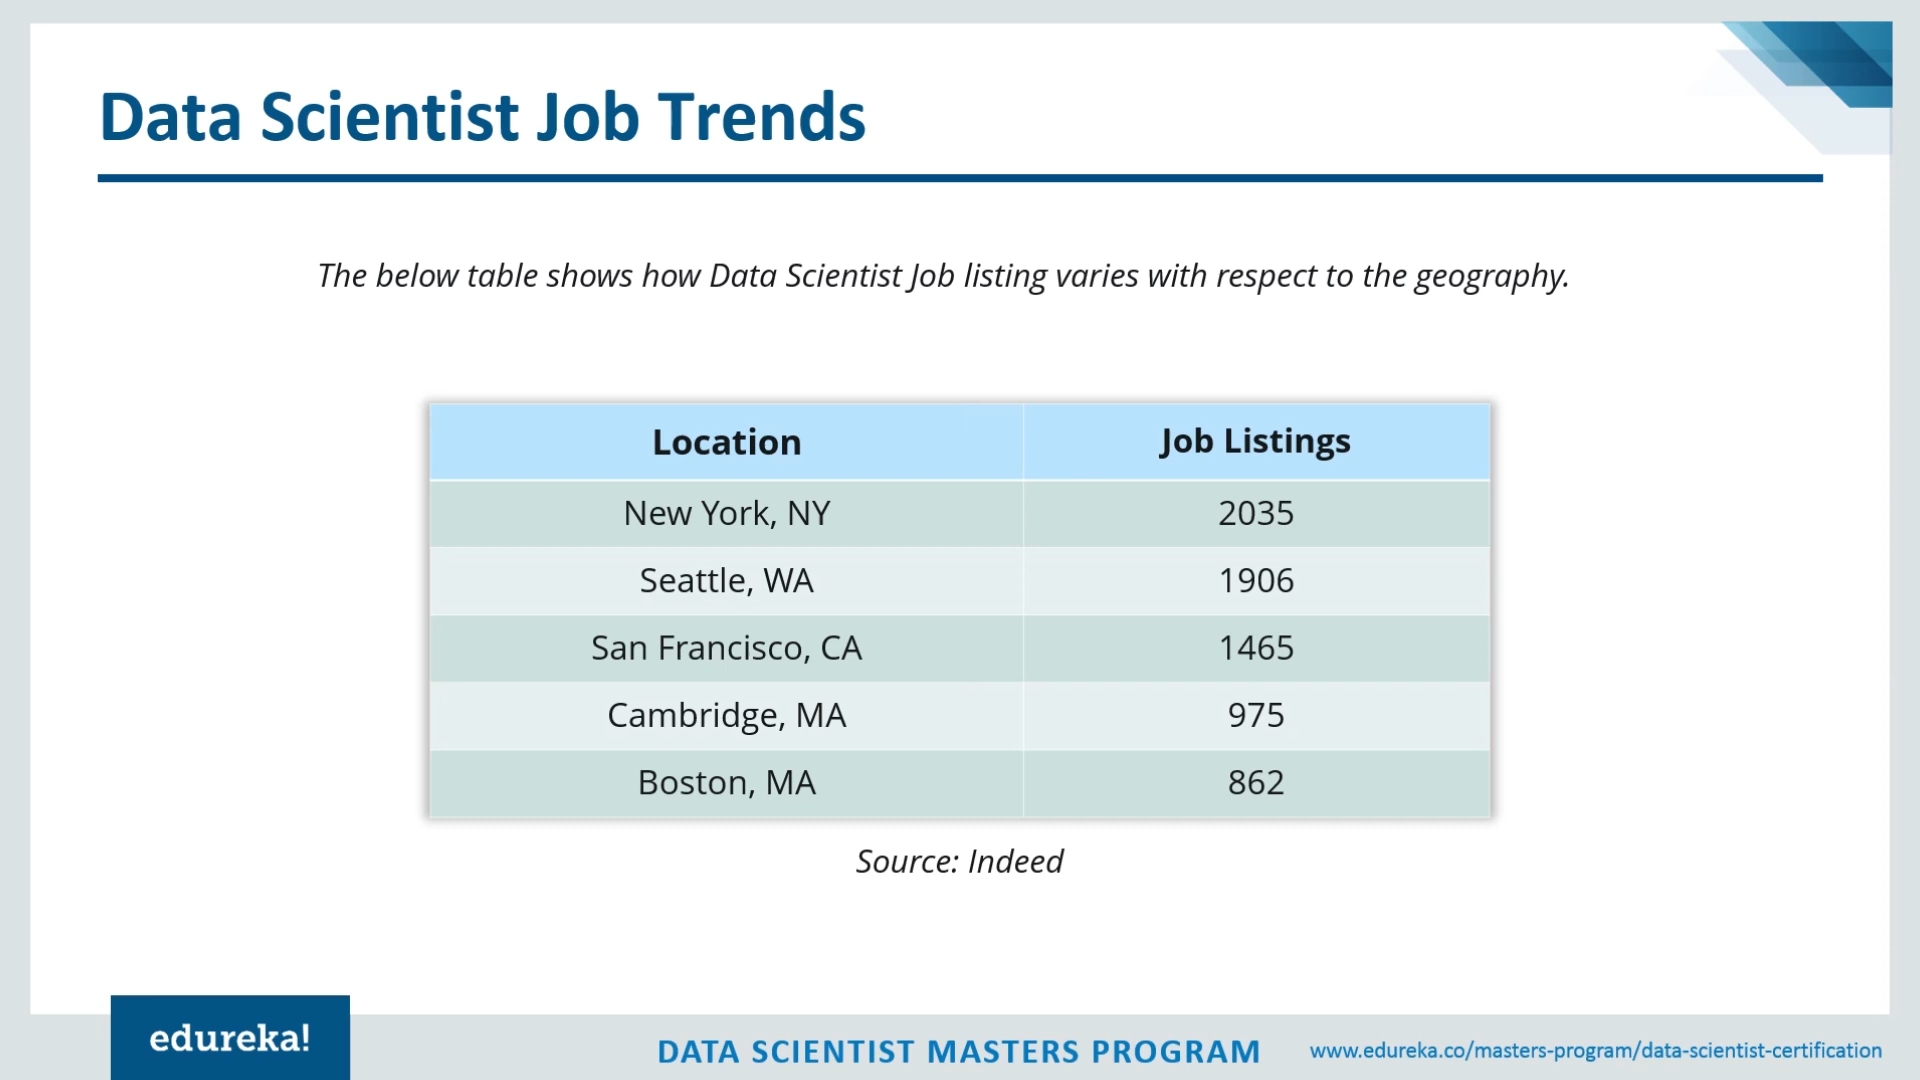 Data Scientist Job Trends
The below table shows how Data Scientist Job listing varies with respect to the geography.
Location Job Listings
New York, NY 2035
Seattle, WA 1906
San Francisco, CA 1465
Cambridge, MA 975
Boston, MA 862
Source: Indeed
edureka!
DATA SCIENTIST MASTERS PROGRAM
www.edureka.co/masters-program/data-scientist-certification